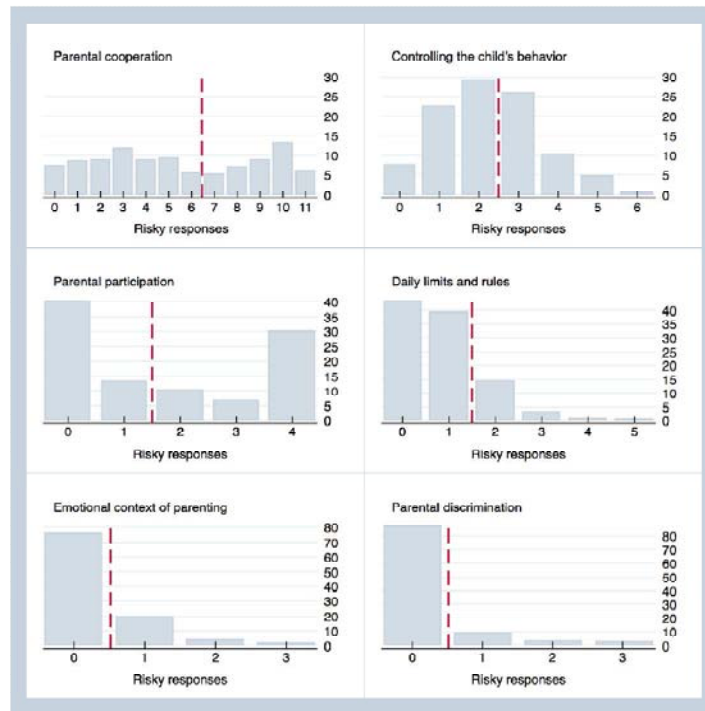 Parental cooperation
30
25
20
15
10
5
0
0 1 2 3 4 5 6 7 8 9 10 11
Risky responses
Controlling the child's behavior
30
25
20
15
10
5
0
0 1 2 3 4 5 6
Risky responses
Parental participation
40
35
30
25
20
15
10
5
0
0 1 2 3 4
Risky responses
Daily limits and rules
40
35
30
25
20
15
10
5
0
0 1 2 3 4 5
Risky responses
Emotional context of parenting
80
70
60
50
40
30
20
10
0
0 1 2 3
Risky responses
Parental discrimination
80
70
60
50
40
30
20
10
0
0 1 2 3
Risky responses